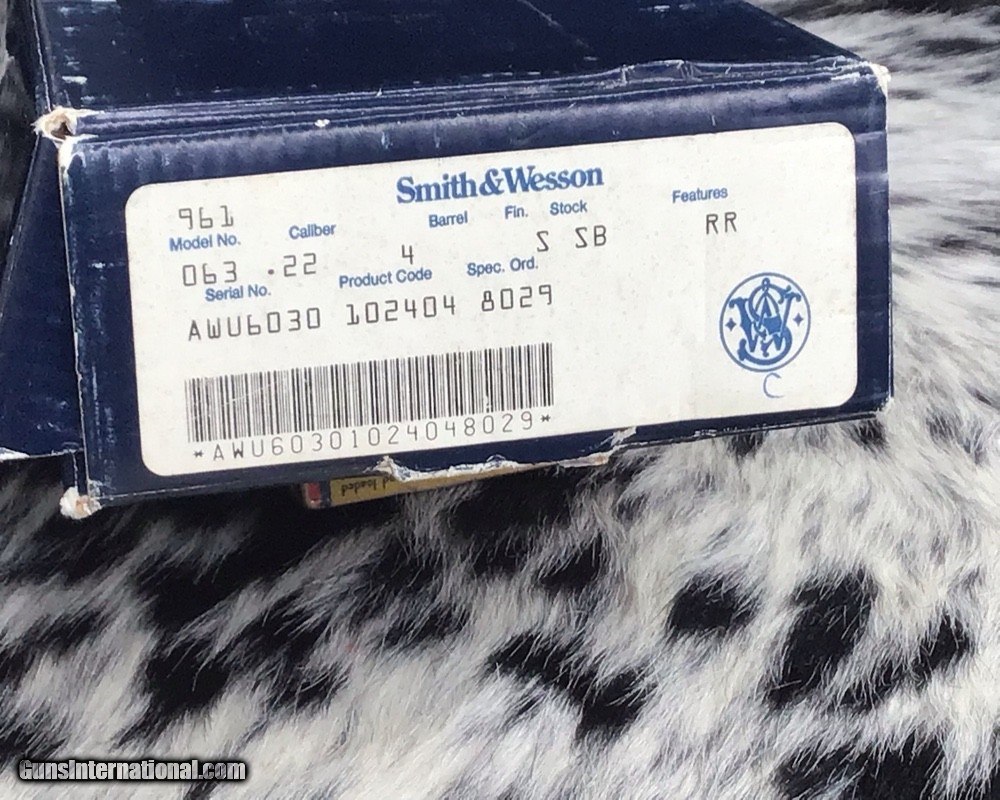 Smith & Wesson
961
Model No. Caliber Barrel Fin. Stock Features
063 .22 4 S SB RR
Serial No. Product Code Spec. Ord.
AWU6030 102404 8029
*AWU60301024048029*
C
loaded
GunsInternational.com